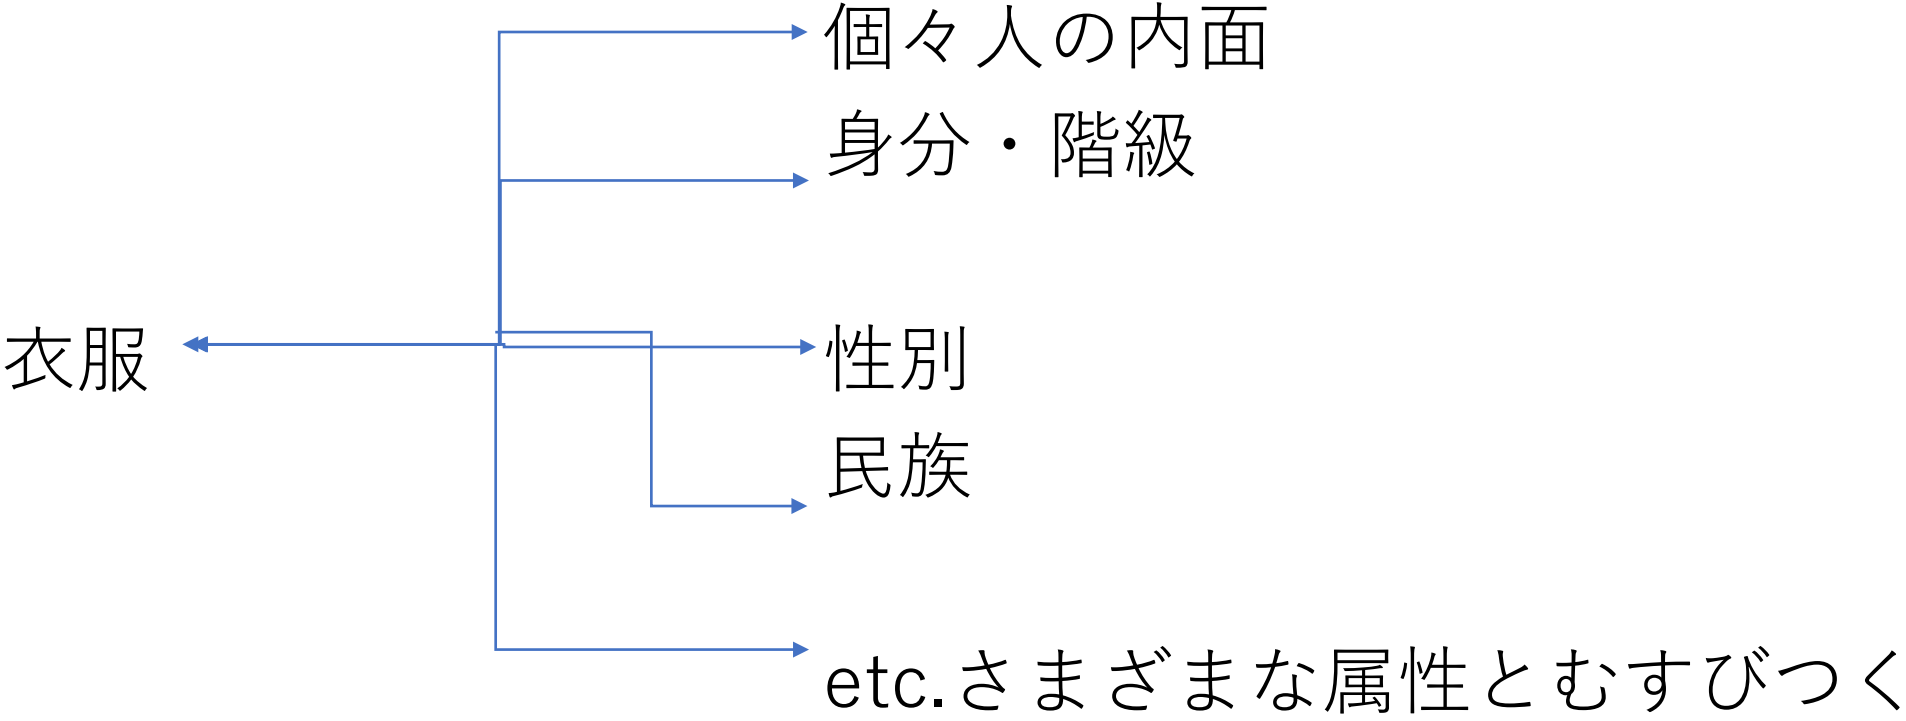 個々人の内面
身分・階級
衣服
性別
民族
etc.さまざまな属性とむすびつく